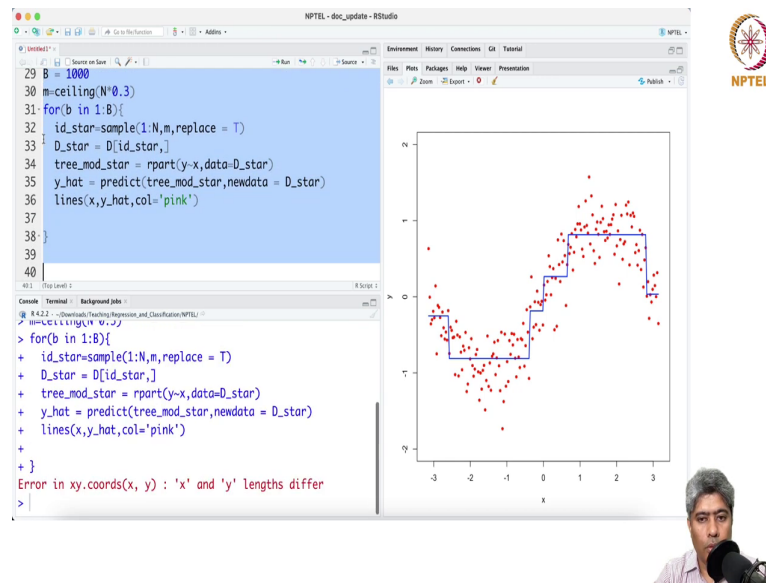 NPTEL - doc_update - RStudio
Go to file/function
Addins
NPTEL
Untitled1*
Source on Save
Run
Source
29 B = 1000
30 m=ceiling(N*0.3)
31 for(b in 1:B){
32 id_star=sample(1:N,m,replace = T)
33 D_star = D[id_star,]
34 tree_mod_star = rpart(y~x,data=D_star)
35 y_hat = predict(tree_mod_star,newdata = D_star)
36 lines(x,y_hat,col='pink')
37
38 }
39
40
40:1 (Top Level) R Script
Console Terminal Background Jobs
R 4.2.2 · ~/Downloads/Teaching/Regression_and_Classification/NPTEL/
> m=ceiling(N*0.3)
> for(b in 1:B){
+ id_star=sample(1:N,m,replace = T)
+ D_star = D[id_star,]
+ tree_mod_star = rpart(y~x,data=D_star)
+ y_hat = predict(tree_mod_star,newdata = D_star)
+ lines(x,y_hat,col='pink')
+
+ }
Error in xy.coords(x, y) : 'x' and 'y' lengths differ
>
Environment History Connections Git Tutorial
Files Plots Packages Help Viewer Presentation
Zoom Export Publish
2
1
0
-1
-2
y
-3 -2 -1 0 1 2 3
x
NPTEL